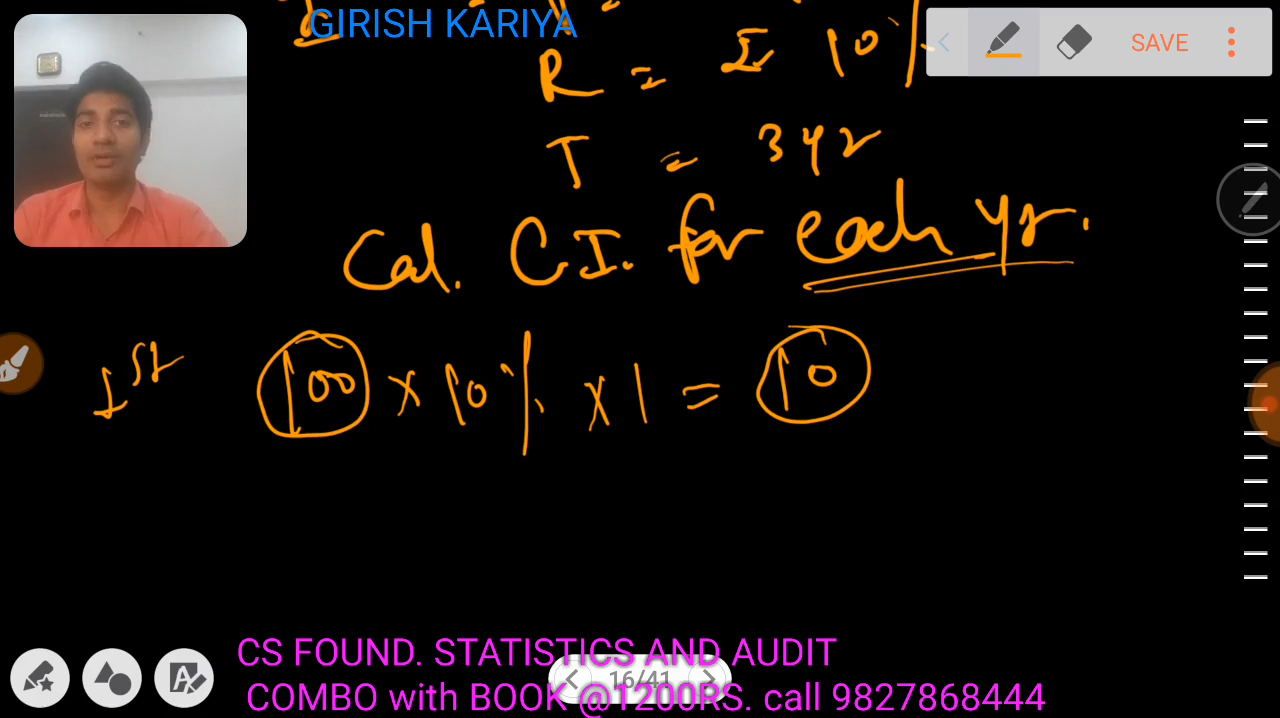 GIRISH KARIYA
SAVE
R = 10%
T = 3 yr
Cal. C.I. for each yr.
1st 100 x 10% x 1 = 10
CS FOUND. STATISTICS AND AUDIT
16/41
COMBO with BOOK @1200RS. call 9827868444